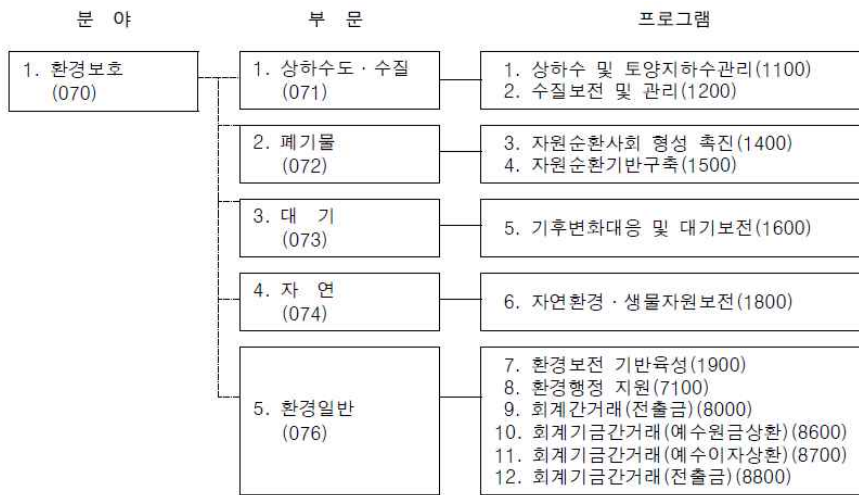 분 야 부 문 프로그램
1. 환경보호
(070)
1. 상하수도 · 수질
(071)
1. 상하수 및 토양지하수관리(1100)
2. 수질보전 및 관리(1200)
2. 폐기물
(072)
3. 자원순환사회 형성 촉진(1400)
4. 자원순환기반구축(1500)
3. 대 기
(073)
5. 기후변화대응 및 대기보전(1600)
4. 자 연
(074)
6. 자연환경 · 생물자원보전(1800)
5. 환경일반
(076)
7. 환경보전 기반육성(1900)
8. 환경행정 지원(7100)
9. 회계간거래(전출금)(8000)
10. 회계기금간거래(예수원금상환)(8600)
11. 회계기금간거래(예수이자상환)(8700)
12. 회계기금간거래(전출금)(8800)